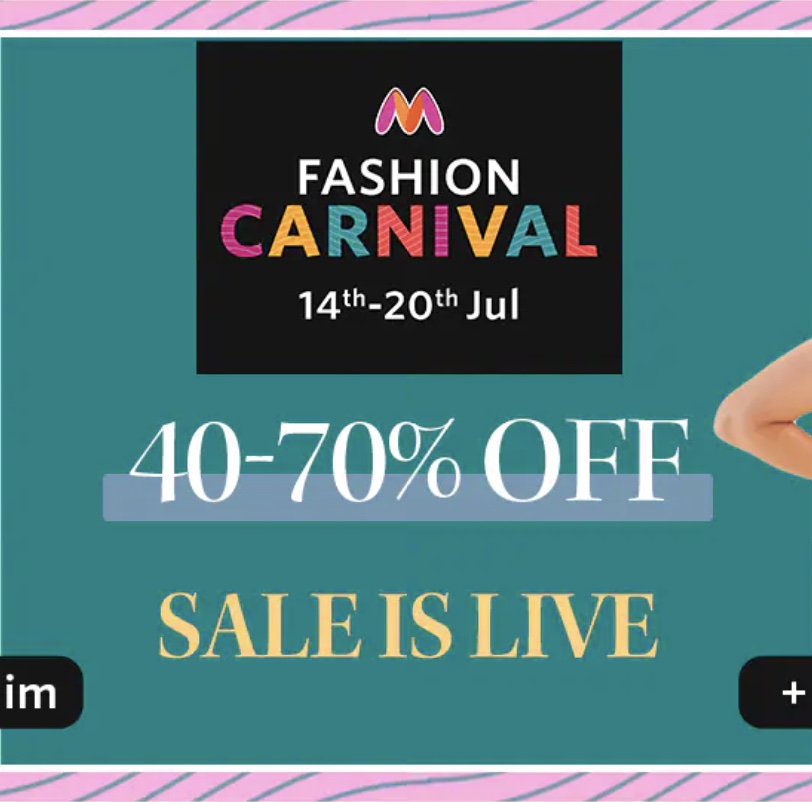 FASHION
CARNIVAL
14th-20th Jul
40-70% OFF
SALE IS LIVE
im
+